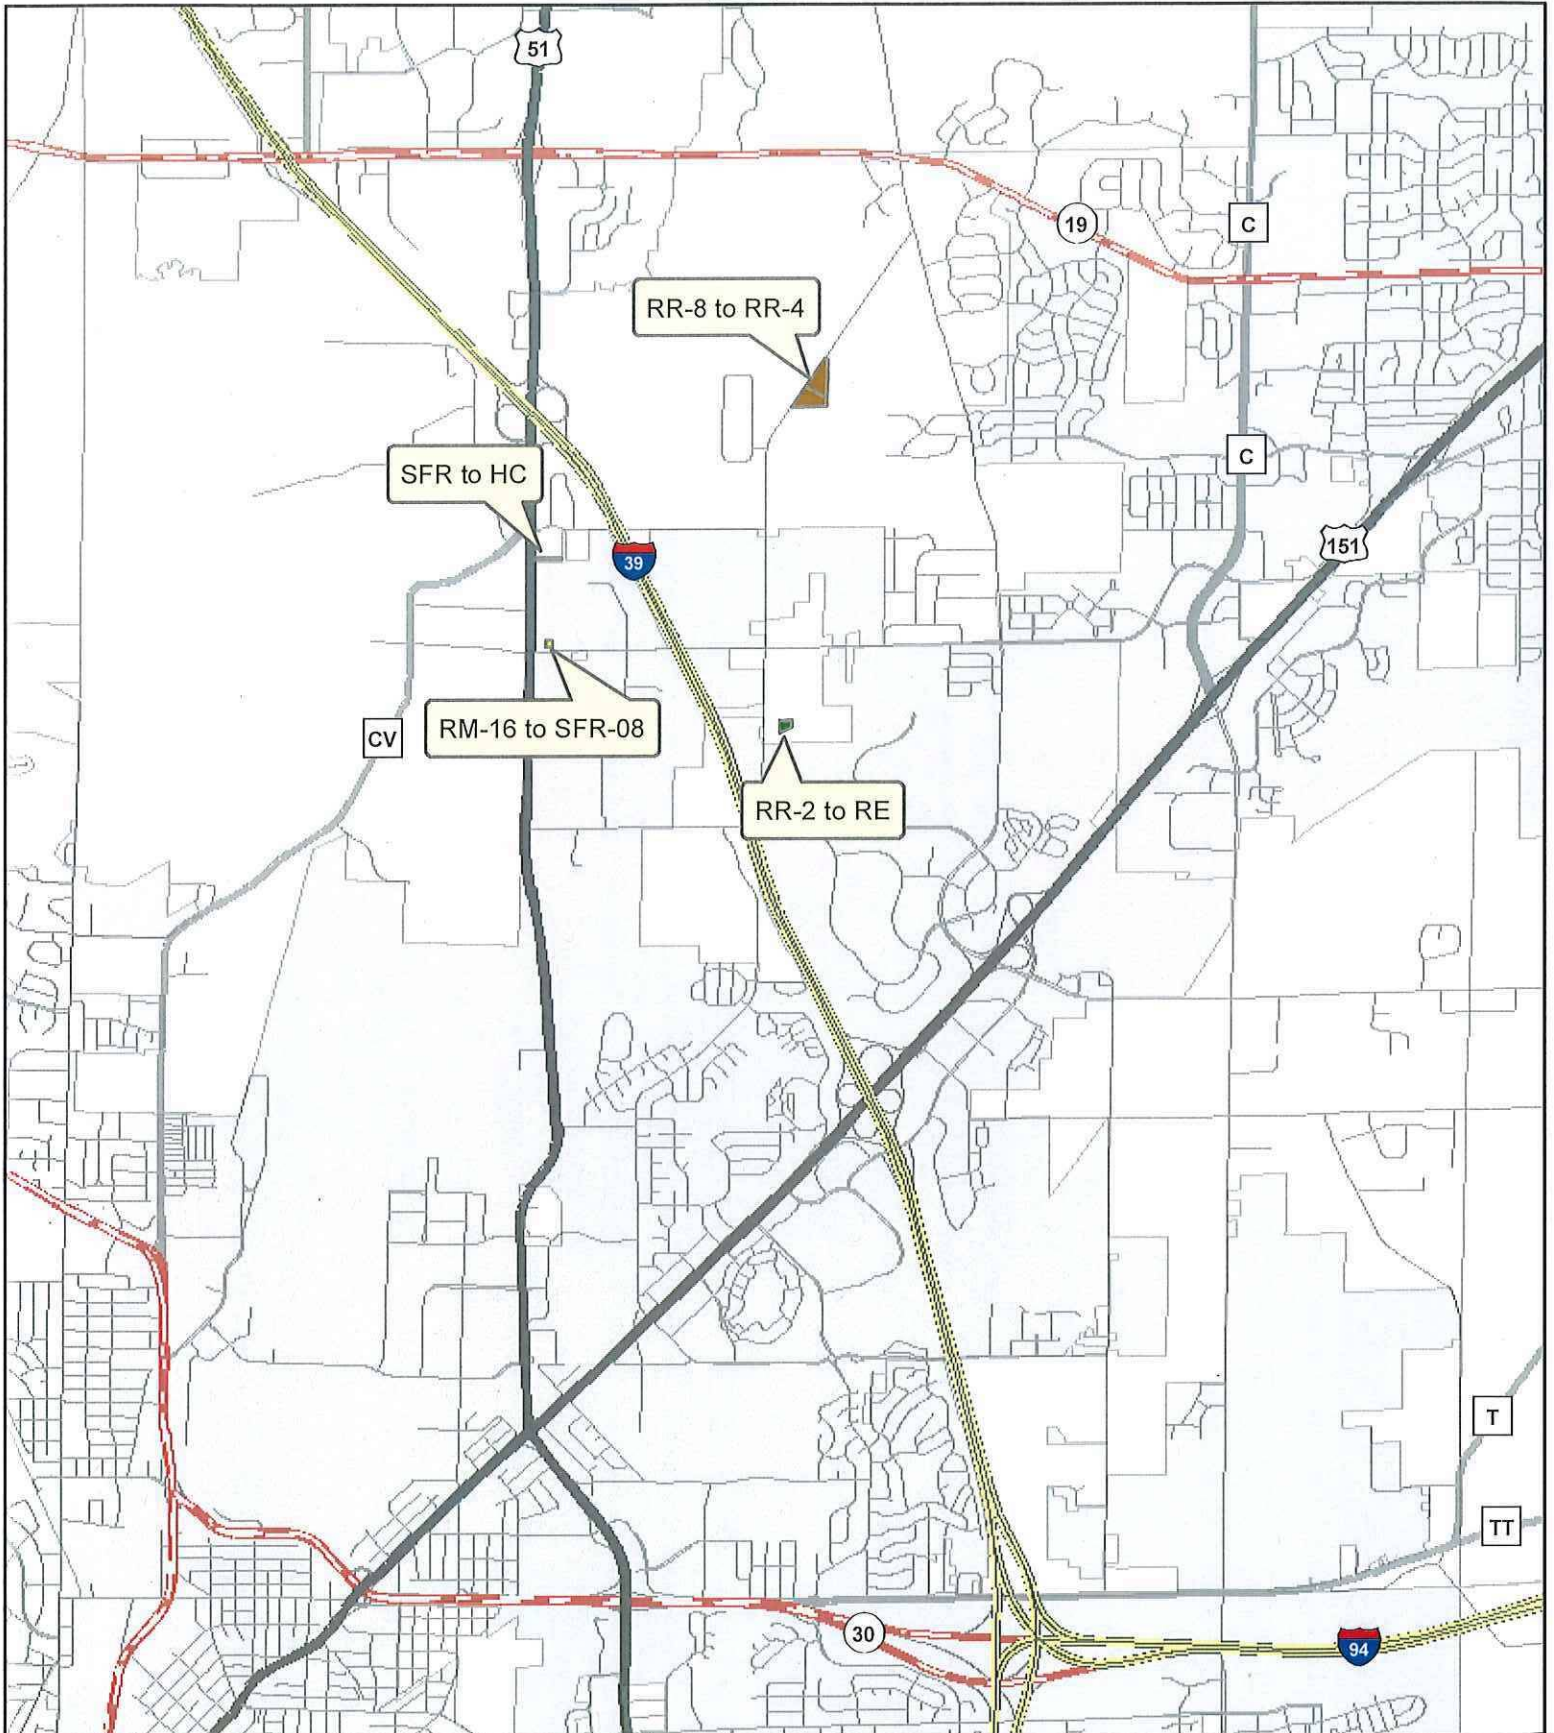 51
19
C
RR-8 to RR-4
C
SFR to HC
151
39
RM-16 to SFR-08
CV
RR-2 to RE
T
TT
30
94